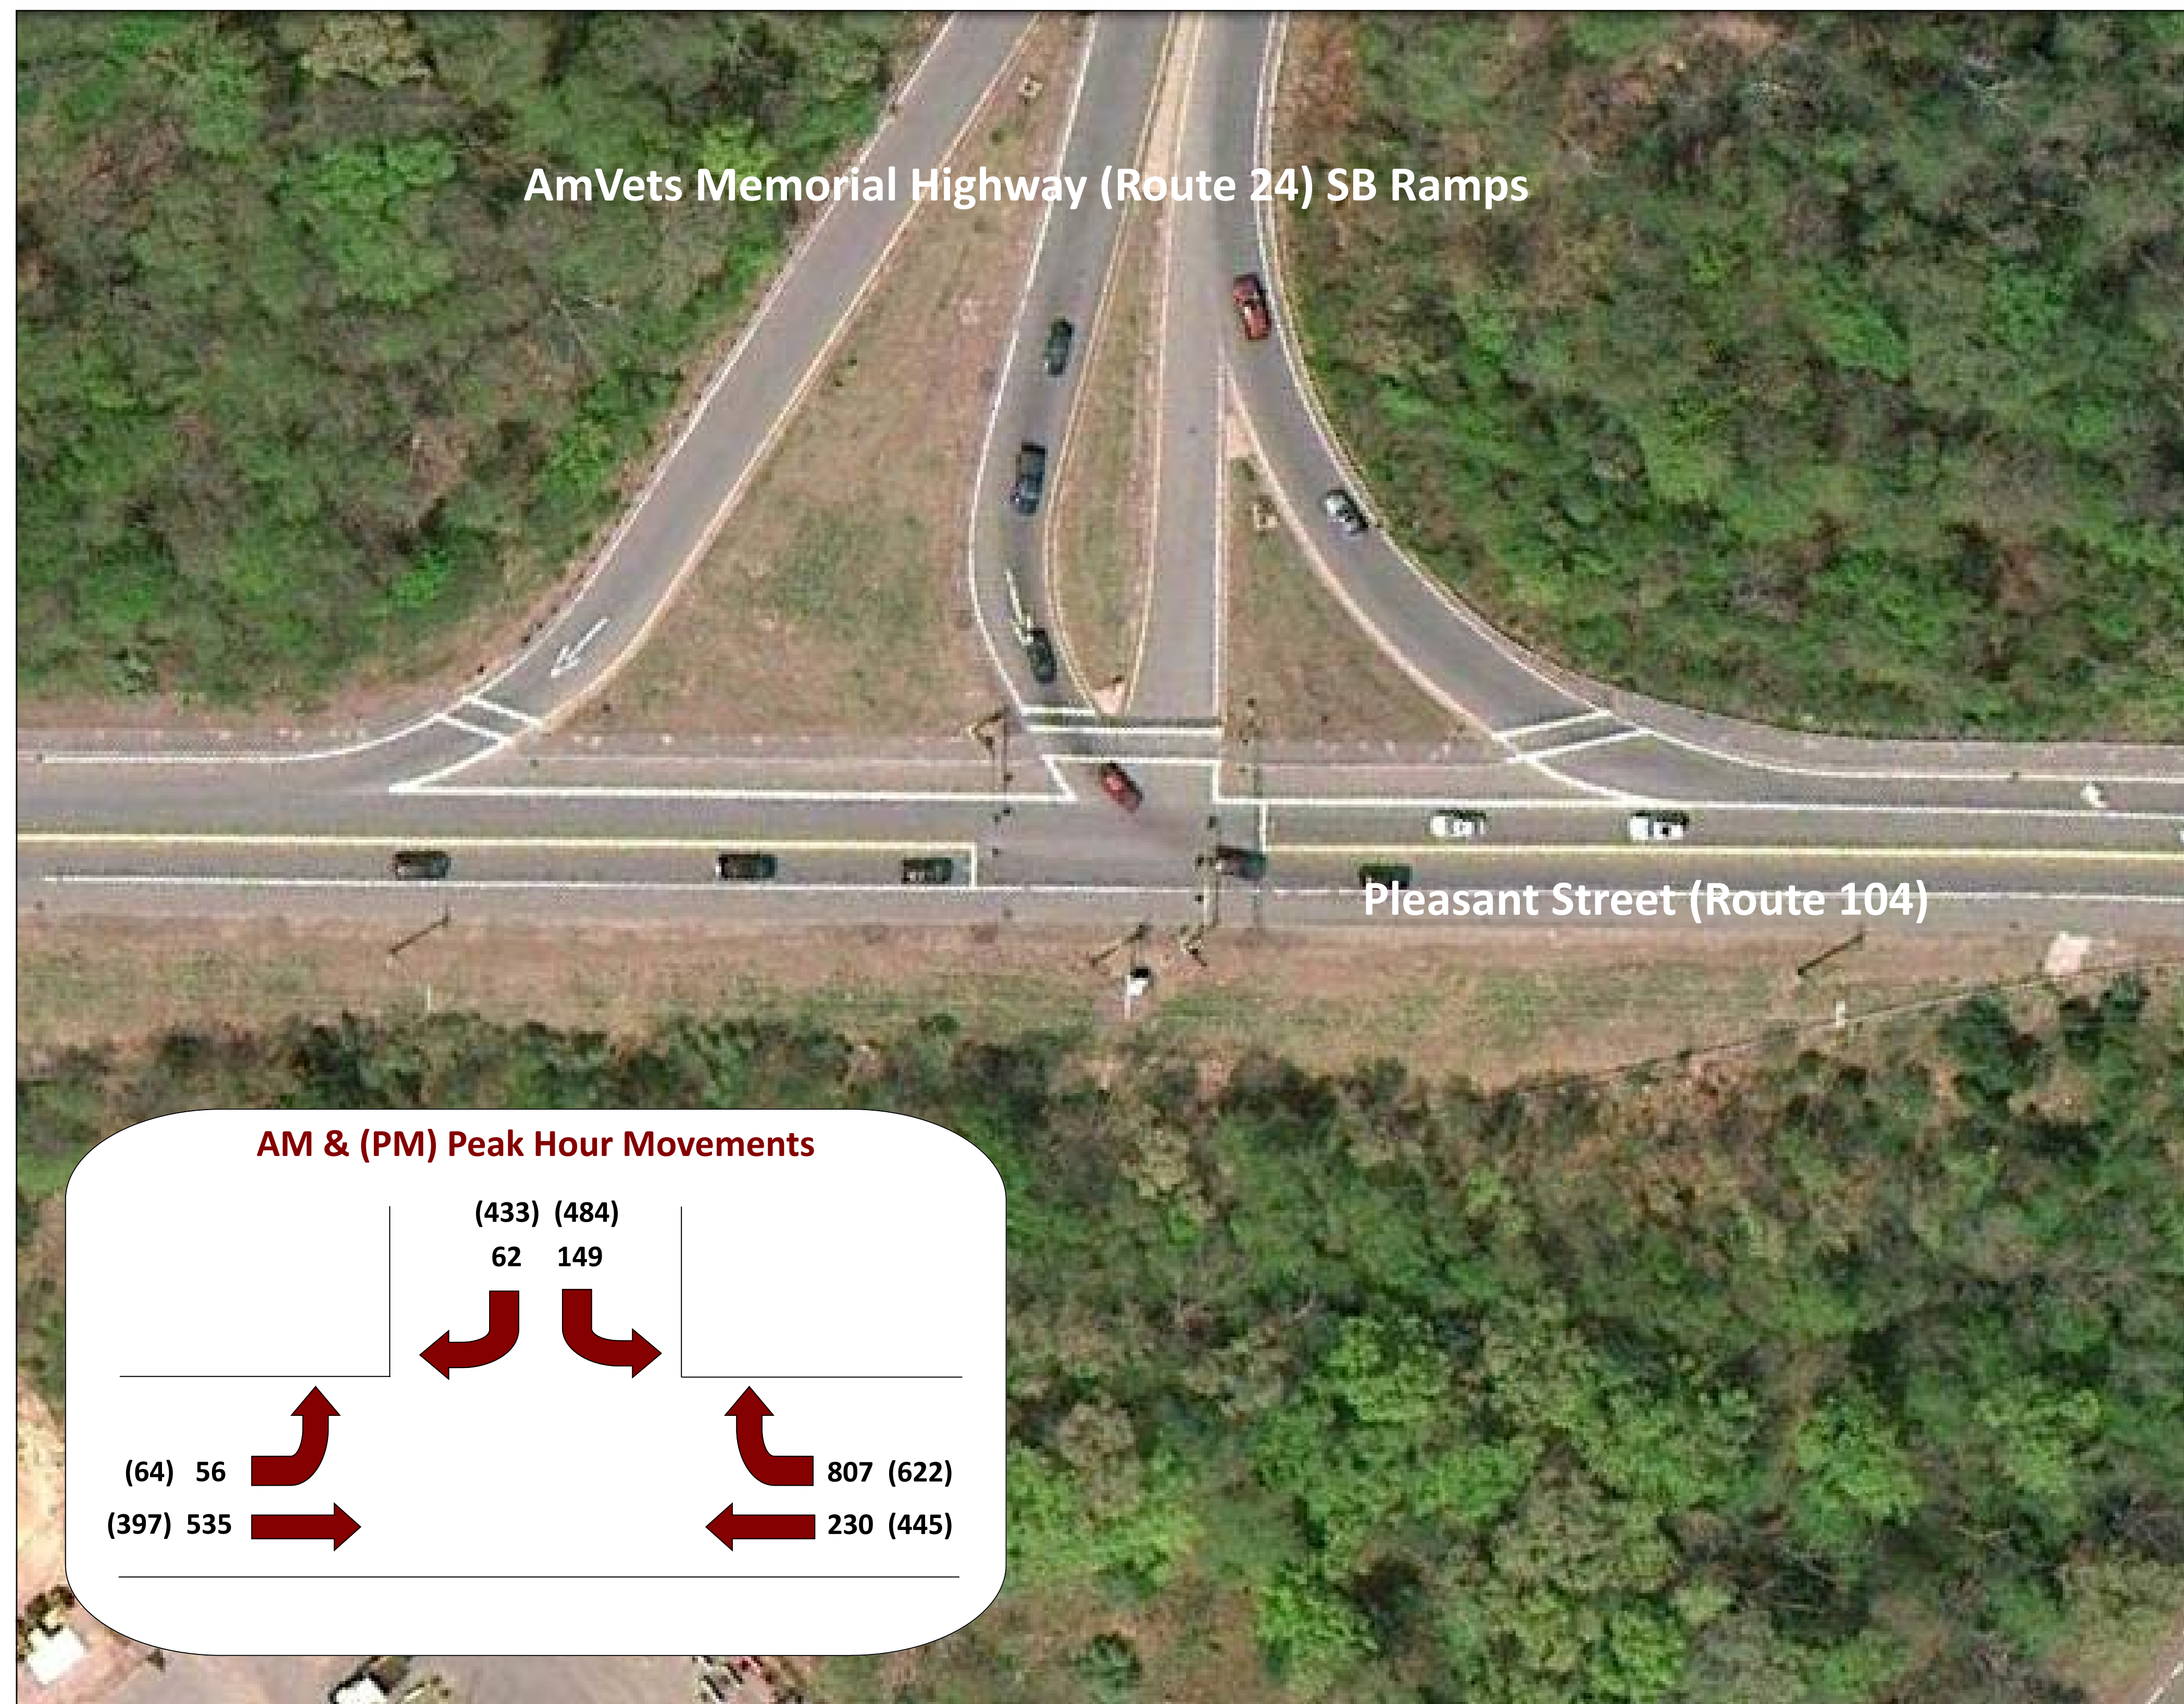 AmVets Memorial Highway (Route 24) SB Ramps
Pleasant Street (Route 104)
AM & (PM) Peak Hour Movements
(433) (484)
62 149
(64) 56 807 (622)
(397) 535 230 (445)